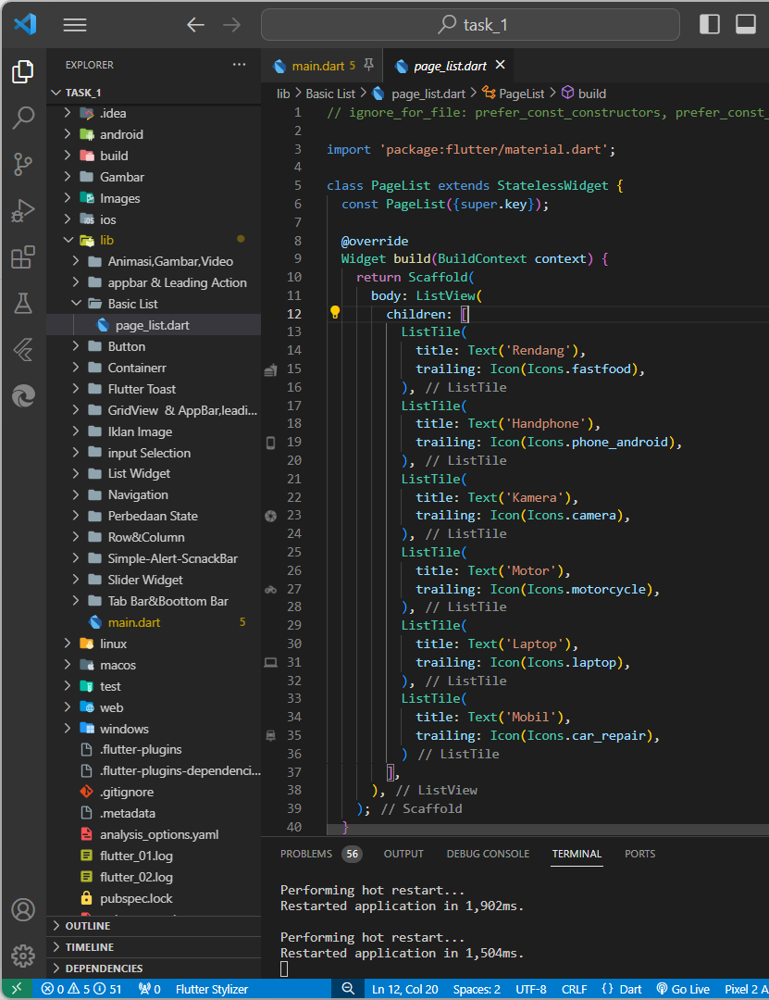 task_1
EXPLORER
TASK_1
.idea
android
build
Gambar
Images
ios
lib
Animasi,Gambar,Video
appbar & Leading Action
Basic List
page_list.dart
Button
Containerr
Flutter Toast
GridView & AppBar,leadi...
Iklan Image
input Selection
List Widget
Navigation
Perbedaan State
Row&Column
Simple-Alert-ScnackBar
Slider Widget
Tab Bar&Boottom Bar
main.dart 5
linux
macos
test
web
windows
.flutter-plugins
.flutter-plugins-dependenci...
.gitignore
.metadata
analysis_options.yaml
flutter_01.log
flutter_02.log
pubspec.lock
OUTLINE
TIMELINE
DEPENDENCIES
main.dart 5
page_list.dart
lib > Basic List > page_list.dart > PageList > build
1 // ignore_for_file: prefer_const_constructors, prefer_const_
2
3 import 'package:flutter/material.dart';
4
5 class PageList extends StatelessWidget {
6 const PageList({super.key});
7
8 @override
9 Widget build(BuildContext context) {
10 return Scaffold(
11 body: ListView(
12 children: [
13 ListTile(
14 title: Text('Rendang'),
15 trailing: Icon(Icons.fastfood),
16 ), // ListTile
17 ListTile(
18 title: Text('Handphone'),
19 trailing: Icon(Icons.phone_android),
20 ), // ListTile
21 ListTile(
22 title: Text('Kamera'),
23 trailing: Icon(Icons.camera),
24 ), // ListTile
25 ListTile(
26 title: Text('Motor'),
27 trailing: Icon(Icons.motorcycle),
28 ), // ListTile
29 ListTile(
30 title: Text('Laptop'),
31 trailing: Icon(Icons.laptop),
32 ), // ListTile
33 ListTile(
34 title: Text('Mobil'),
35 trailing: Icon(Icons.car_repair),
36 ) // ListTile
37 ],
38 ), // ListView
39 ); // Scaffold
40 }
PROBLEMS 56 OUTPUT DEBUG CONSOLE TERMINAL PORTS
Performing hot restart...
Restarted application in 1,902ms.
Performing hot restart...
Restarted application in 1,504ms.
0 5 51 0 Flutter Stylizer Ln 12, Col 20 Spaces: 2 UTF-8 CRLF { } Dart Go Live Pixel 2 A